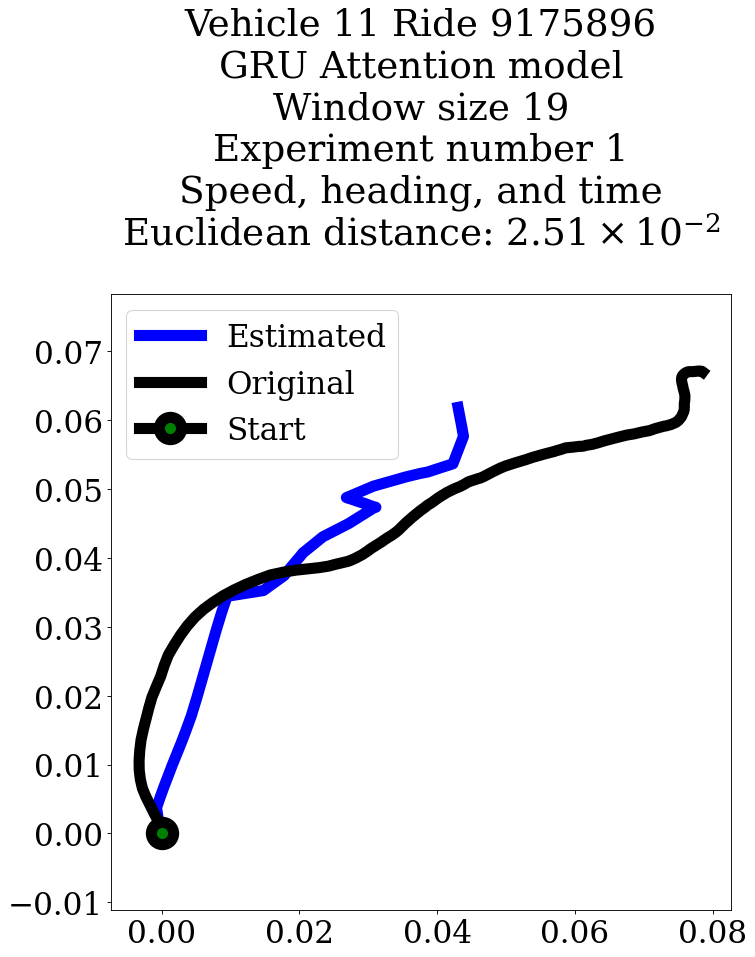 Vehicle 11 Ride 9175896
GRU Attention model
Window size 19
Experiment number 1
Speed, heading, and time
Euclidean distance: 2.51 × 10⁻²
Estimated
Original
Start
0.07
0.06
0.05
0.04
0.03
0.02
0.01
0.00
−0.01
0.00 0.02 0.04 0.06 0.08